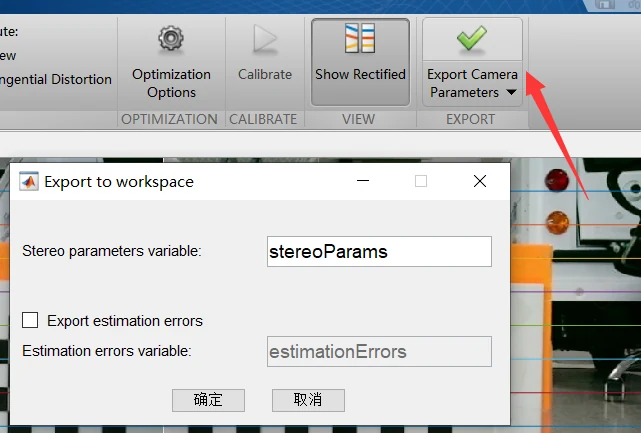 ute:
ew
ngential Distortion
Optimization
Options
Calibrate
Show Rectified
Export Camera
Parameters
OPTIMIZATION
CALIBRATE
VIEW
EXPORT
Export to workspace
Stereo parameters variable:
stereoParams
Export estimation errors
Estimation errors variable:
estimationErrors
确定
取消